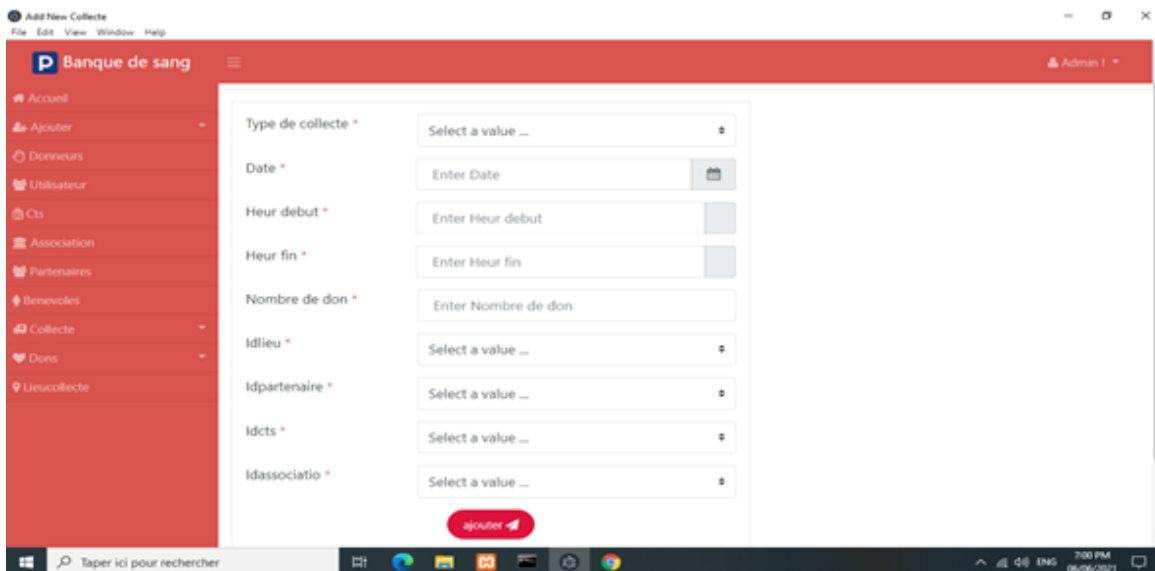 Add New Collecte
File Edit View Window Help
P Banque de sang
Admin !
Accueil
Ajouter
Donneurs
Utilisateur
Cts
Association
Partenaires
Benevoles
Collecte
Dons
Lieucollecte
Type de collecte * Select a value ...
Date * Enter Date
Heur debut * Enter Heur debut
Heur fin * Enter Heur fin
Nombre de don * Enter Nombre de don
Idlieu * Select a value ...
Idpartenaire * Select a value ...
Idcts * Select a value ...
Idassociatio * Select a value ...
ajouter
Taper ici pour rechercher
ENG
7:00 PM
06/06/2021